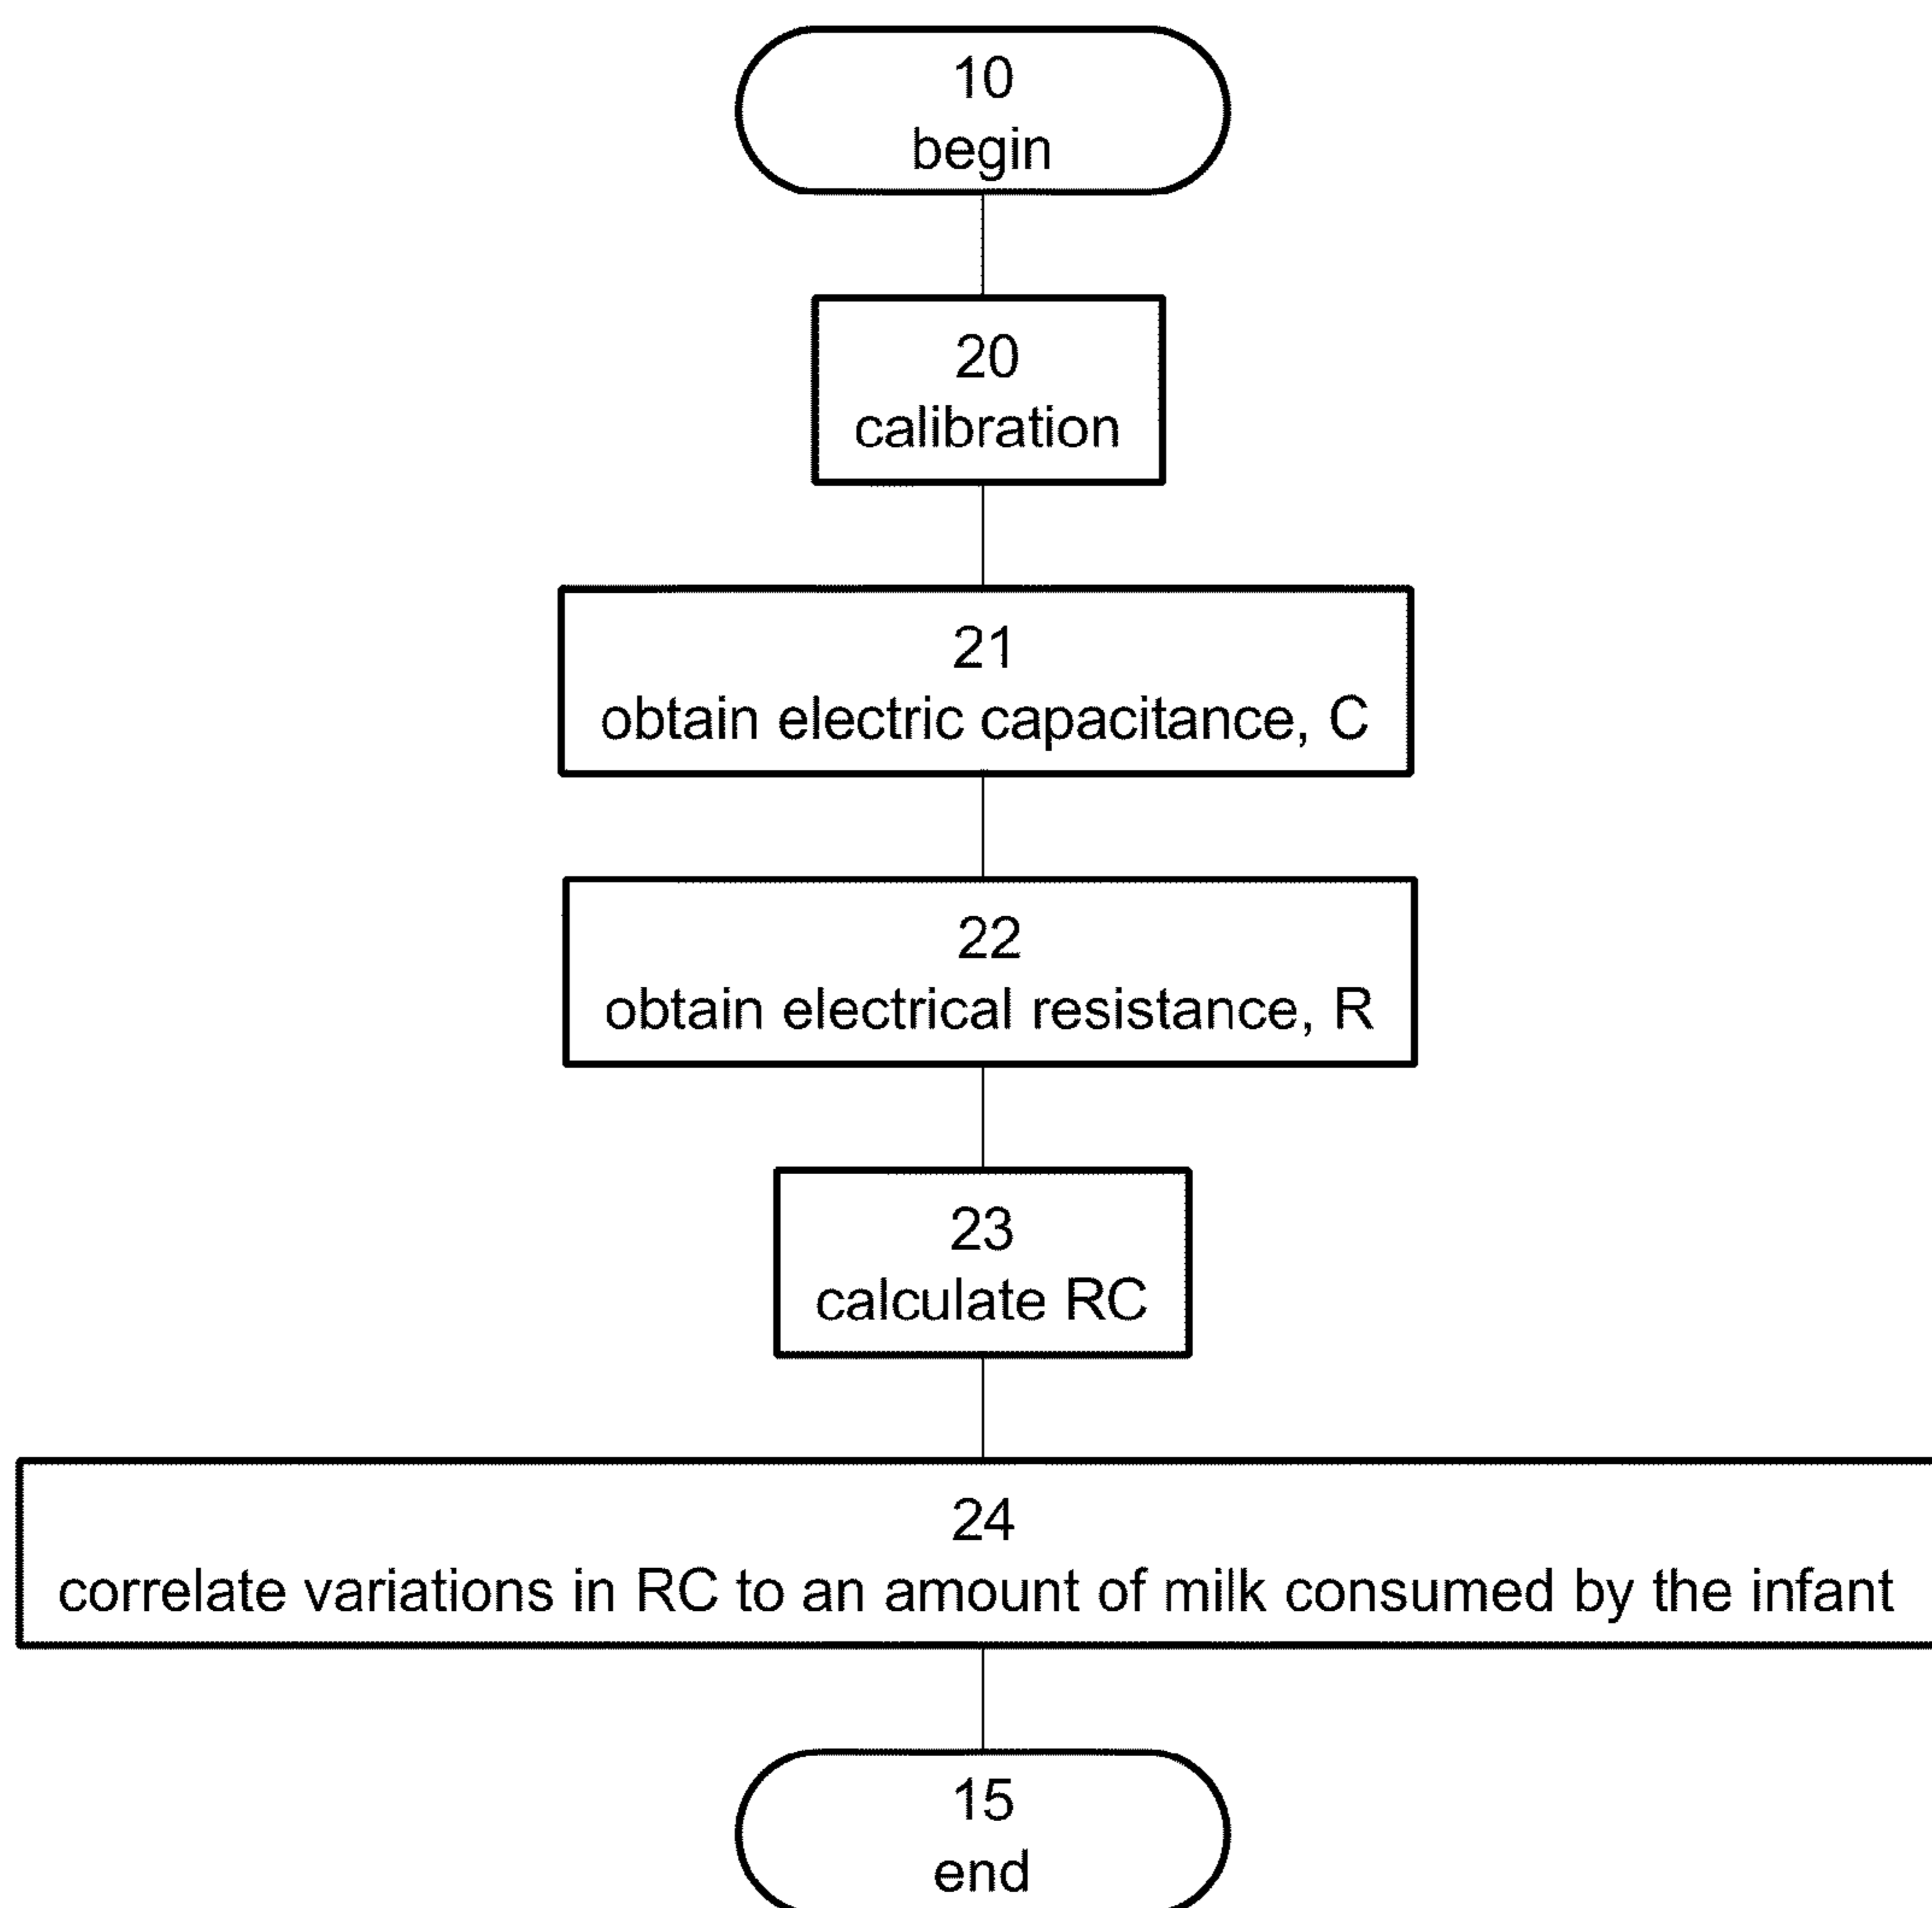 10
begin
20
calibration
21
obtain electric capacitance, C
22
obtain electrical resistance, R
23
calculate RC
24
correlate variations in RC to an amount of milk consumed by the infant
15
end